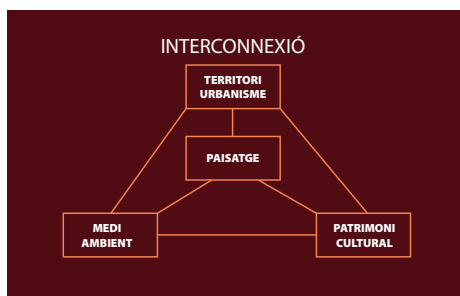 INTERCONNEXIÓ
TERRITORI
URBANISME
PAISATGE
MEDI
AMBIENT
PATRIMONI
CULTURAL